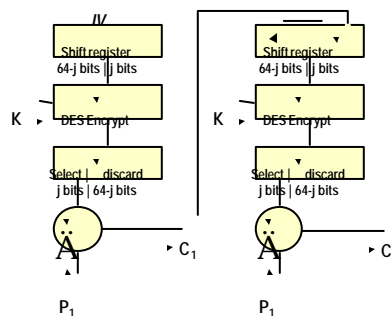 IV
Shift register
64-j bits | j bits
K
DES Encrypt
Select | discard
j bits | 64-j bits
A
C1
P1
Shift register
64-j bits | j bits
K
DES Encrypt
Select | discard
j bits | 64-j bits
A
C
P1